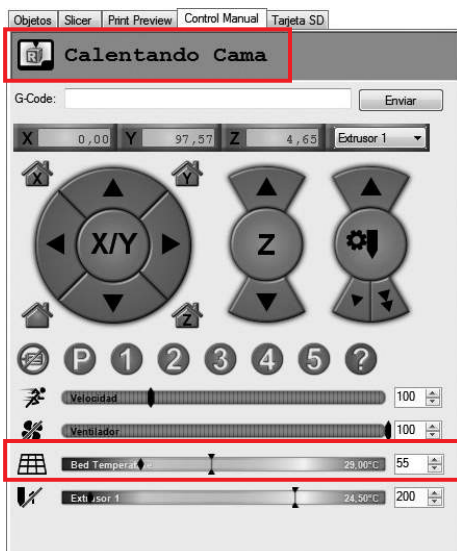 Objetos Slicer Print Preview Control Manual Tarjeta SD
R Calentando Cama
G-Code: Enviar
X 0,00 Y 97,57 Z 4,65 Extrusor 1
X Y
X/Y Z
Z
P 1 2 3 4 5 ?
Velocidad 100
Ventilador 100
Bed Temperature 29,00°C 55
Extrusor 1 24,50°C 200